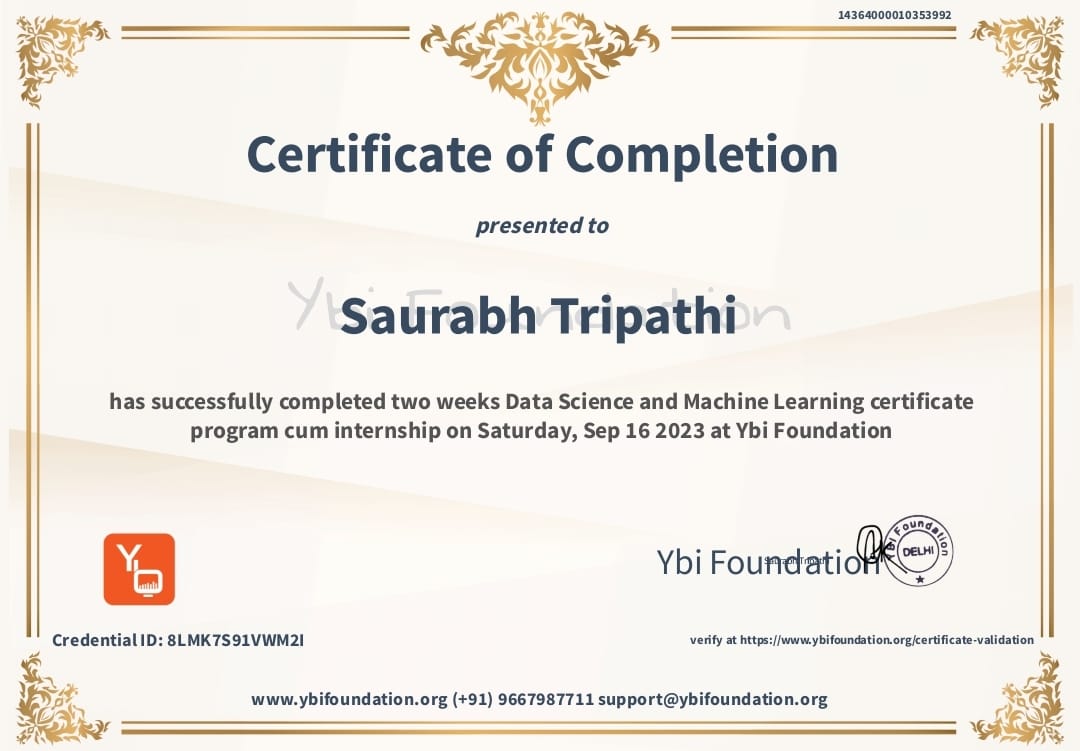 14364000010353992
Certificate of Completion
presented to
Ybi Foundation
Saurabh Tripathi
has successfully completed two weeks Data Science and Machine Learning certificate
program cum internship on Saturday, Sep 16 2023 at Ybi Foundation
Ybi Foundation
Saurabh Tripathi
Ybi Foundation
DELHI
Credential ID: 8LMK7S91VWM2I
verify at https://www.ybifoundation.org/certificate-validation
www.ybifoundation.org (+91) 9667987711 support@ybifoundation.org